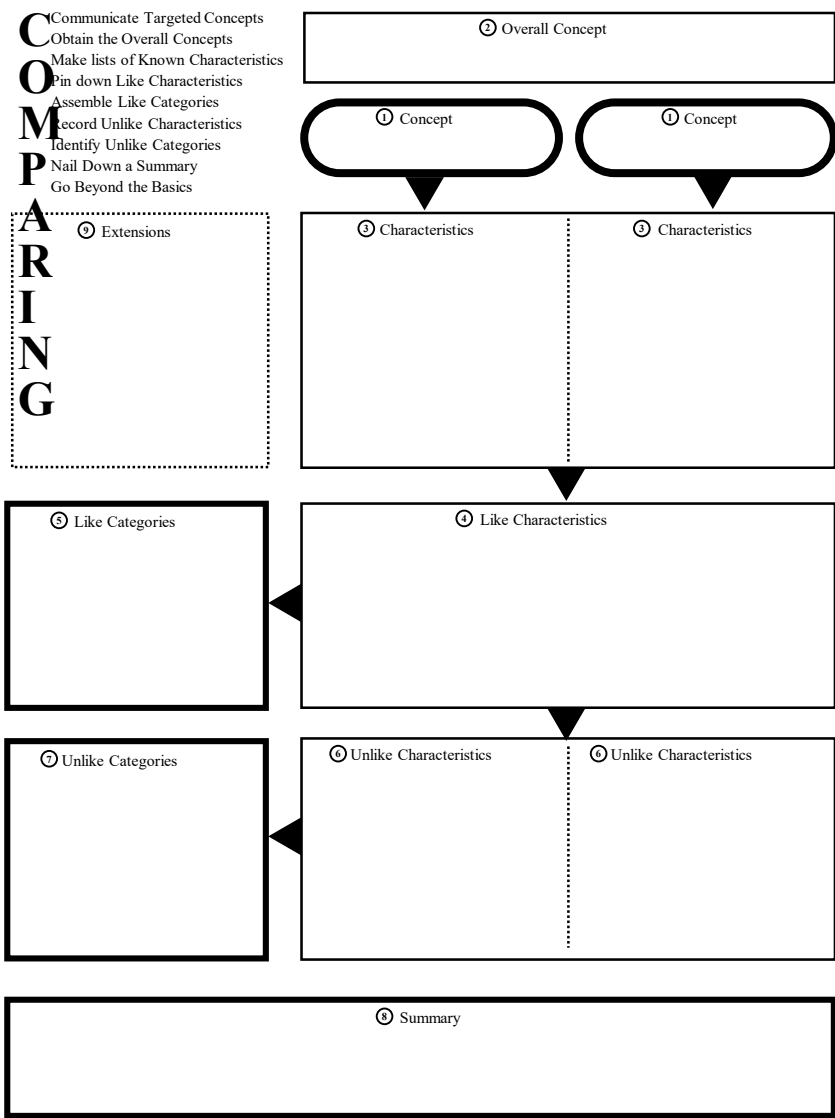 COMPARING
Communicate Targeted Concepts
Obtain the Overall Concepts
Make lists of Known Characteristics
Pin down Like Characteristics
Assemble Like Categories
Record Unlike Characteristics
Identify Unlike Categories
Nail Down a Summary
Go Beyond the Basics
2 Overall Concept
1 Concept
1 Concept
9 Extensions
3 Characteristics
3 Characteristics
5 Like Categories
4 Like Characteristics
7 Unlike Categories
6 Unlike Characteristics
6 Unlike Characteristics
8 Summary